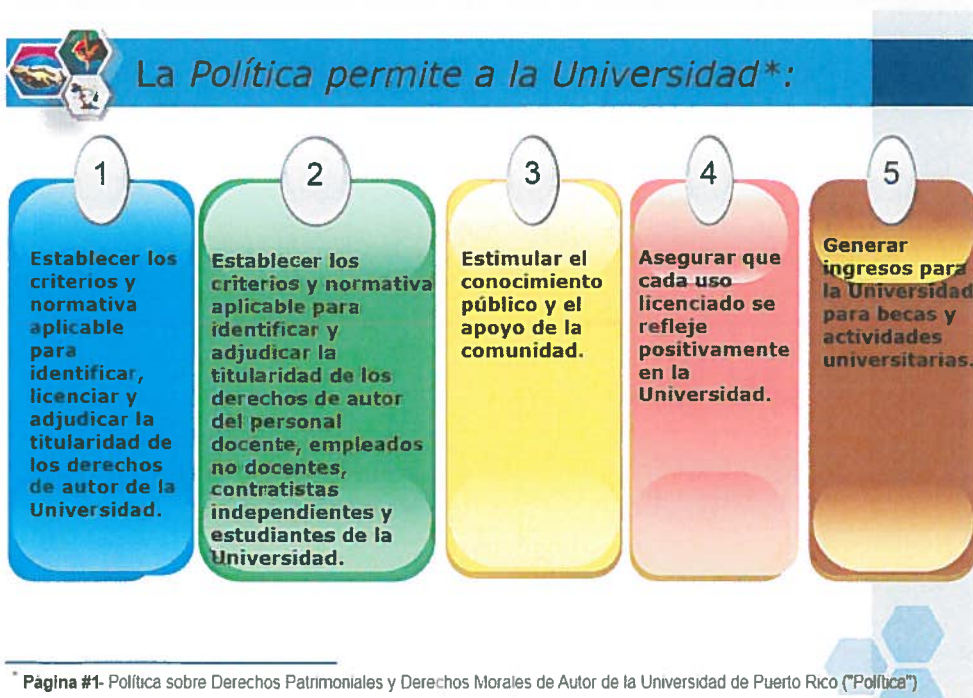 La Política permite a la Universidad*:
1
Establecer los
criterios y
normativa
aplicable
para
identificar,
licenciar y
adjudicar la
titularidad de
los derechos
de autor de la
Universidad.
2
Establecer los
criterios y normativa
aplicable para
identificar y
adjudicar la
titularidad de los
derechos de autor
del personal
docente, empleados
no docentes,
contratistas
independientes y
estudiantes de la
Universidad.
3
Estimular el
conocimiento
público y el
apoyo de la
comunidad.
4
Asegurar que
cada uso
licenciado se
refleje
positivamente
en la
Universidad.
5
Generar
ingresos para
la Universidad
para becas y
actividades
universitarias.
* Página #1- Política sobre Derechos Patrimoniales y Derechos Morales de Autor de la Universidad de Puerto Rico ("Política")